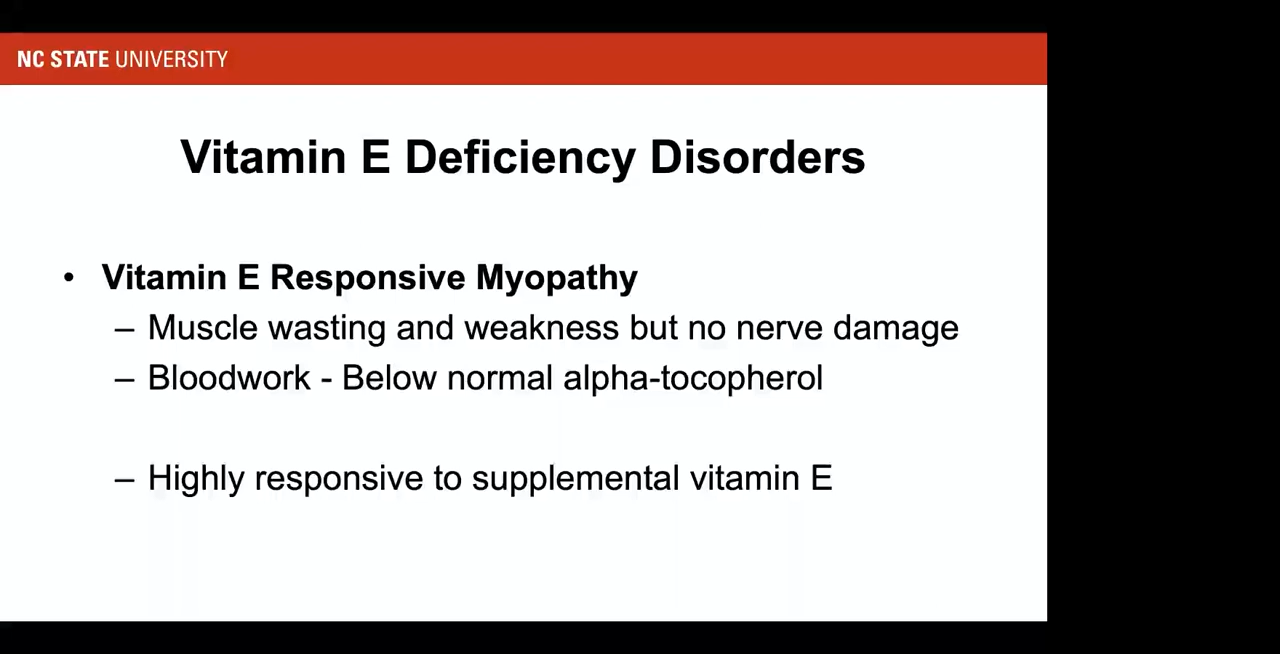 NC STATE UNIVERSITY
Vitamin E Deficiency Disorders
• Vitamin E Responsive Myopathy
– Muscle wasting and weakness but no nerve damage
– Bloodwork - Below normal alpha-tocopherol
– Highly responsive to supplemental vitamin E